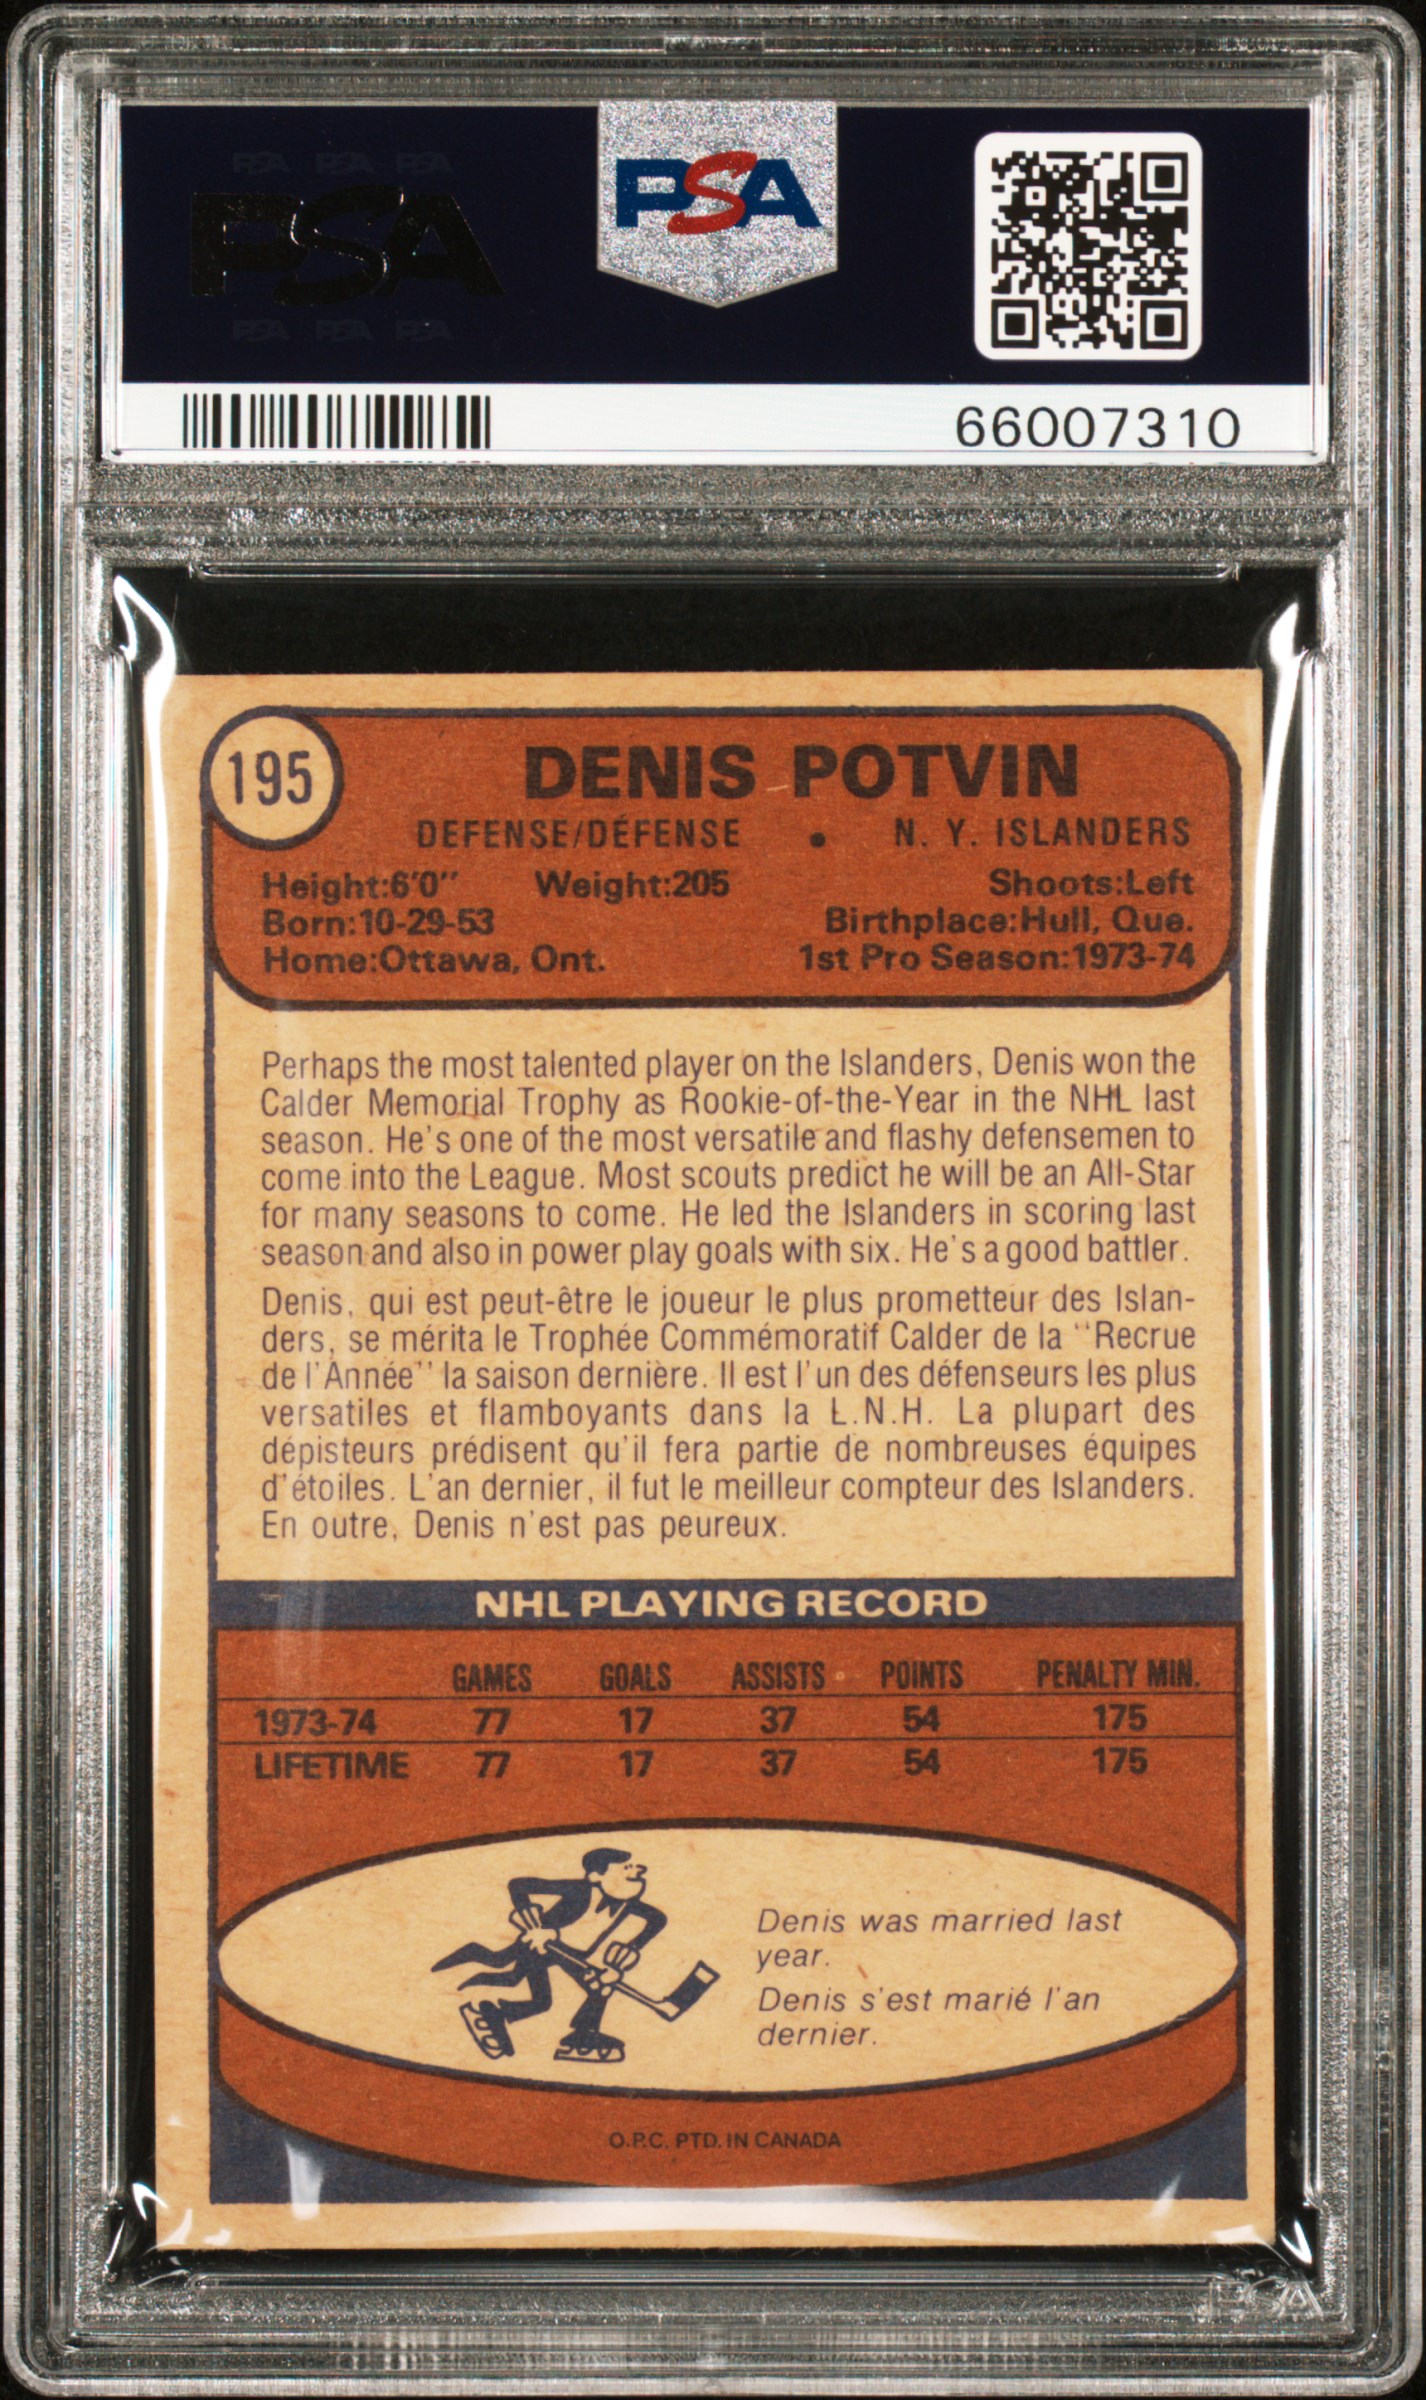 PSA PSA PSA
PSA
PSA PSA PSA
PSA
66007310
195
DENIS POTVIN
DEFENSE/DÉFENSE • N. Y. ISLANDERS
Height:6'0" Weight:205 Shoots:Left
Born:10-29-53 Birthplace:Hull, Que.
Home:Ottawa, Ont. 1st Pro Season:1973-74
Perhaps the most talented player on the Islanders, Denis won the
Calder Memorial Trophy as Rookie-of-the-Year in the NHL last
season. He's one of the most versatile and flashy defensemen to
come into the League. Most scouts predict he will be an All-Star
for many seasons to come. He led the Islanders in scoring last
season and also in power play goals with six. He's a good battler.
Denis, qui est peut-être le joueur le plus prometteur des Islan-
ders, se mérita le Trophée Commémoratif Calder de la "Recrue
de l'Année" la saison dernière. Il est l'un des défenseurs les plus
versatiles et flamboyants dans la L.N.H. La plupart des
dépisteurs prédisent qu'il fera partie de nombreuses équipes
d'étoiles. L'an dernier, il fut le meilleur compteur des Islanders.
En outre, Denis n'est pas peureux.
NHL PLAYING RECORD
GAMES GOALS ASSISTS POINTS PENALTY MIN.
1973-74 77 17 37 54 175
LIFETIME 77 17 37 54 175
Denis was married last
year.
Denis s'est marié l'an
dernier.
O.P.C. PTD. IN CANADA
PSA